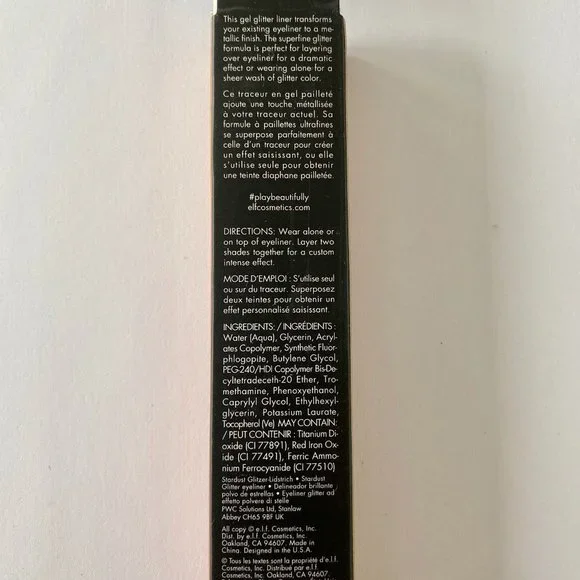 This gel glitter liner transforms
your existing eyeliner to a me-
tallic finish. The superfine glitter
formula is perfect for layering
over eyeliner for a dramatic
effect or wearing alone for a
sheer wash of glitter color.
Ce traceur en gel pailleté
ajoute une touche métallisée
à votre traceur actuel. Sa
formule à paillettes ultrafines
se superpose parfaitement à
celle d'un traceur pour créer
un effet saisissant, ou elle
s'utilise seule pour obtenir
une teinte diaphane pailletée.
#playbeautifully
elfcosmetics.com
DIRECTIONS: Wear alone or
on top of eyeliner. Layer two
shades together for a custom
intense effect.
MODE D'EMPLOI : S'utilise seul
ou sur du traceur. Superposez
deux teintes pour obtenir un
effet personnalisé saisissant.
INGREDIENTS: / INGRÉDIENTS :
Water (Aqua), Glycerin, Acryl-
ates Copolymer, Synthetic Fluor-
phlogopite, Butylene Glycol,
PEG-240/HDI Copolymer Bis-De-
cyltetradeceth-20 Ether, Tro-
methamine, Phenoxyethanol,
Caprylyl Glycol, Ethylhexyl-
glycerin, Potassium Laurate,
Tocopherol (Ve) MAY CONTAIN:
/ PEUT CONTENIR : Titanium Di-
oxide (CI 77891), Red Iron Ox-
ide (CI 77491), Ferric Ammo-
nium Ferrocyanide (CI 77510)
Stardust Glitzer-Lidstrich • Stardust
Glitter eyeliner • Delineador brillante
polvo de estrellas • Eyeliner glitter ad
effetto polvere di stelle
PWC Solutions Ltd, Stanlaw
Abbey CH65 9BF UK
All copy © e.l.f. Cosmetics, Inc.
Dist. by e.l.f. Cosmetics, Inc.
Oakland, CA 94607. Made in
China. Designed in the U.S.A.
© Tous les textes sont la propriété d'e.l.f.
Cosmetics, Inc. Distribué par e.l.f.
Cosmetics, Inc. Oakland, CA 94607